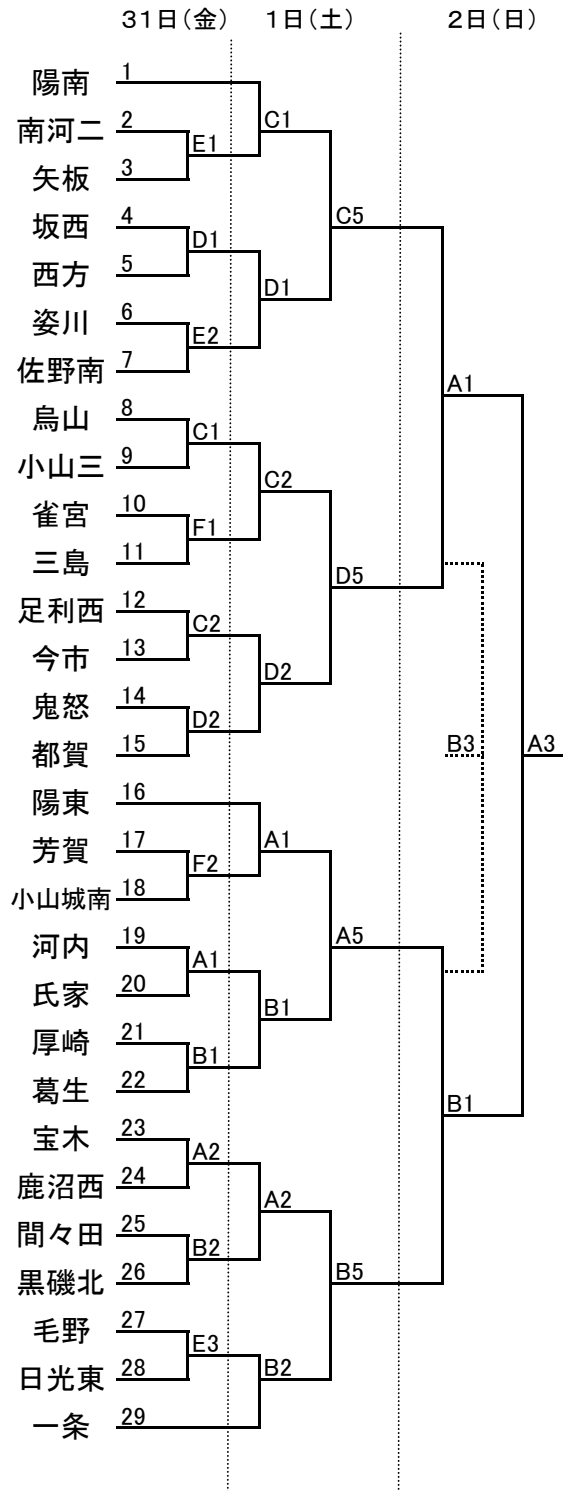 31日(金) 1日(土) 2日(日)
陽南 1
南河二 2
矢板 3
坂西 4
西方 5
姿川 6
佐野南 7
烏山 8
小山三 9
雀宮 10
三島 11
足利西 12
今市 13
鬼怒 14
都賀 15
陽東 16
芳賀 17
小山城南 18
河内 19
氏家 20
厚崎 21
葛生 22
宝木 23
鹿沼西 24
間々田 25
黒磯北 26
毛野 27
日光東 28
一条 29
E1
D1
E2
C1
F1
C2
D2
F2
A1
B1
A2
B2
E3
C1
D1
C2
D2
A1
B1
A2
B2
C5
D5
A5
B5
A1
B3
B1
A3